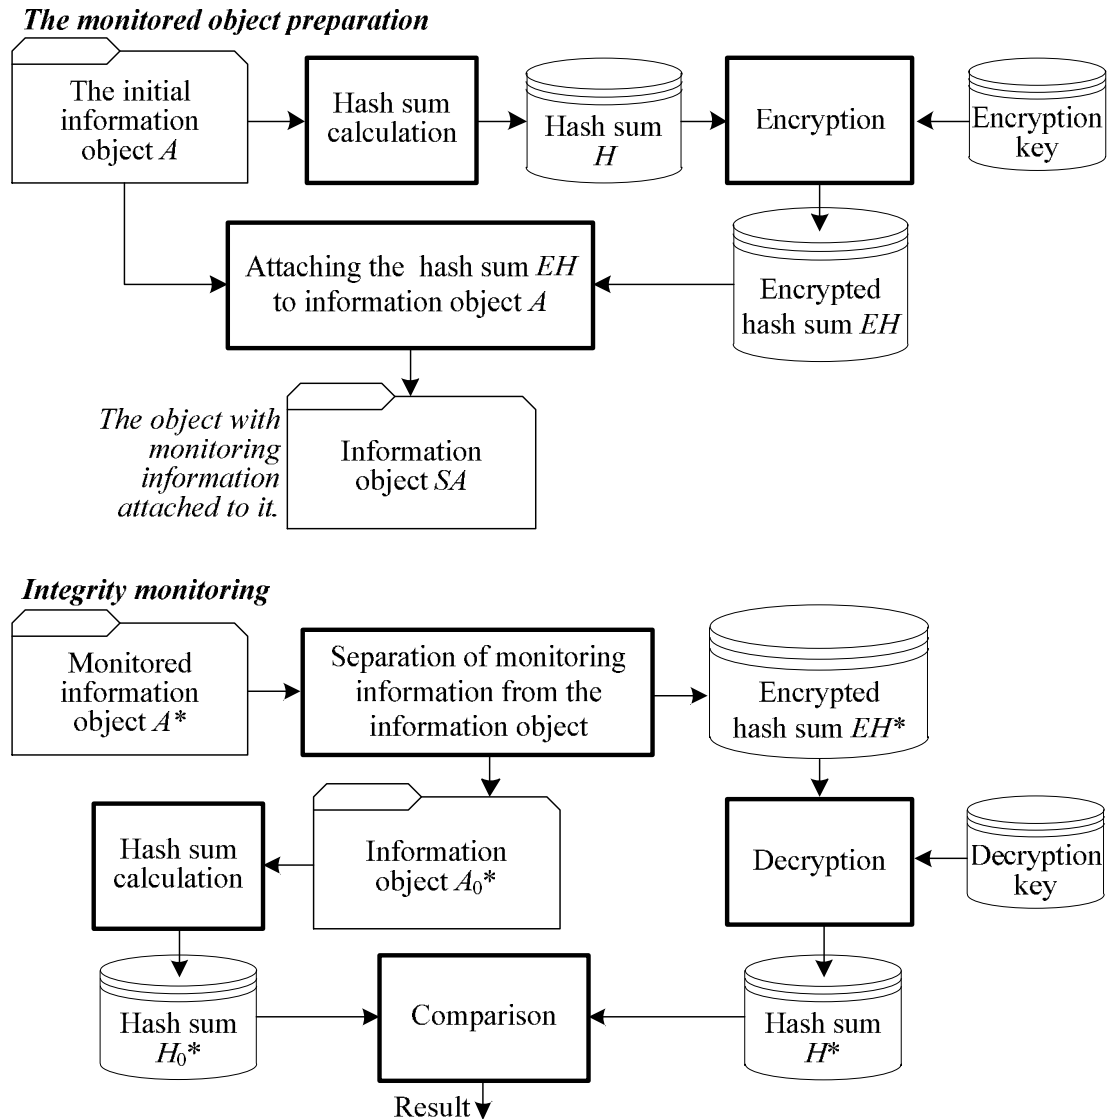 The monitored object preparation
The initial
information
object A
Hash sum
calculation
Hash sum
H
Encryption
Encryption
key
Attaching the hash sum EH
to information object A
Encrypted
hash sum EH
The object with
monitoring
information
attached to it.
Information
object SA
Integrity monitoring
Monitored
information
object A*
Separation of monitoring
information from the
information object
Encrypted
hash sum EH*
Hash sum
calculation
Information
object A₀*
Decryption
Decryption
key
Hash sum
H₀*
Comparison
Hash sum
H*
Result